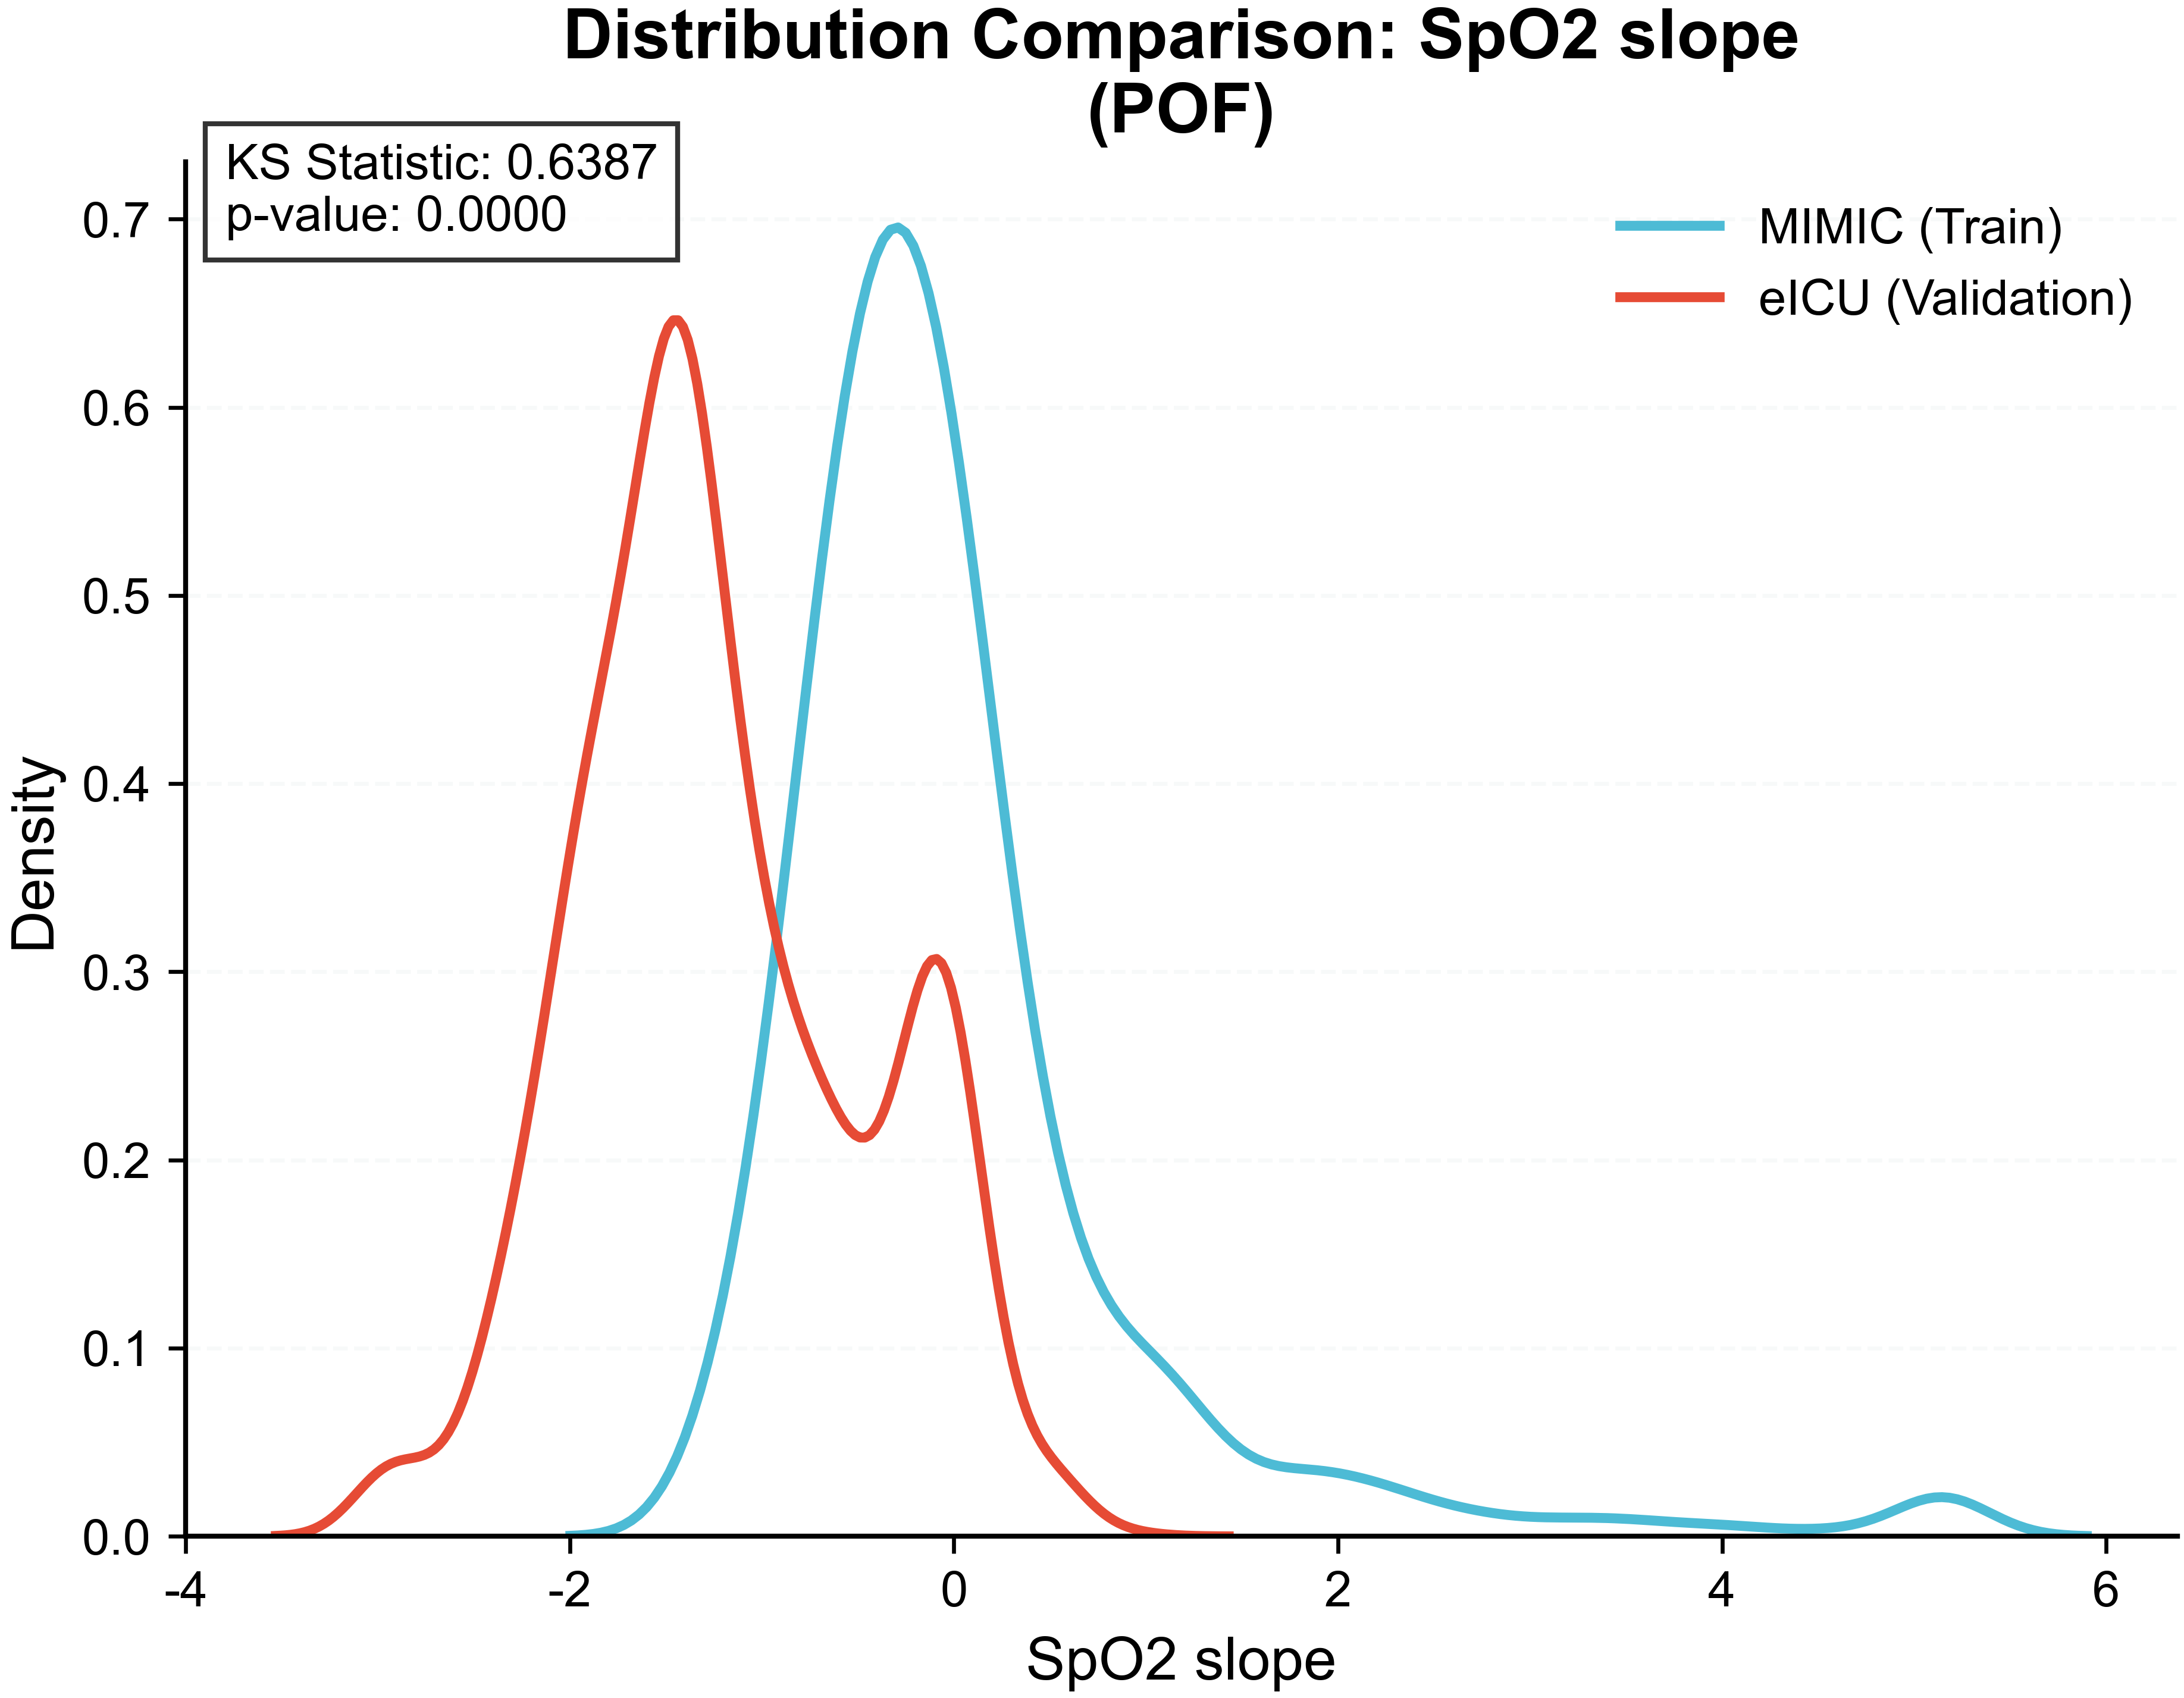 Distribution Comparison: SpO2 slope
(POF)
KS Statistic: 0.6387
p-value: 0.0000
MIMIC (Train)
eICU (Validation)
0.7
0.6
0.5
0.4
0.3
0.2
0.1
0.0
Density
-4 -2 0 2 4 6
SpO2 slope